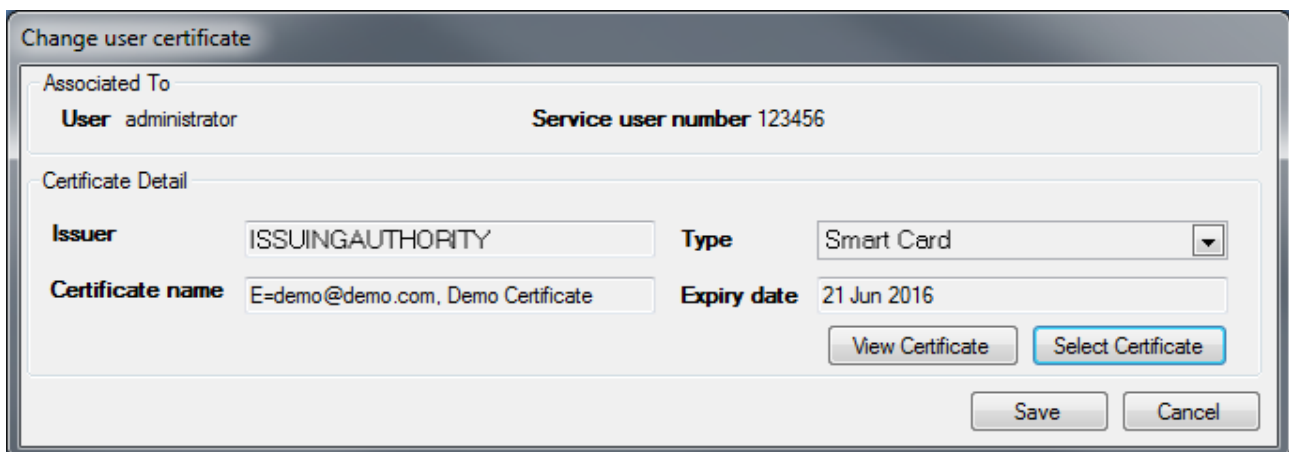 Change user certificate
Associated To
User administrator Service user number 123456
Certificate Detail
Issuer ISSUINGAUTHORITY Type Smart Card
Certificate name E=demo@demo.com, Demo Certificate Expiry date 21 Jun 2016
View Certificate Select Certificate
Save Cancel